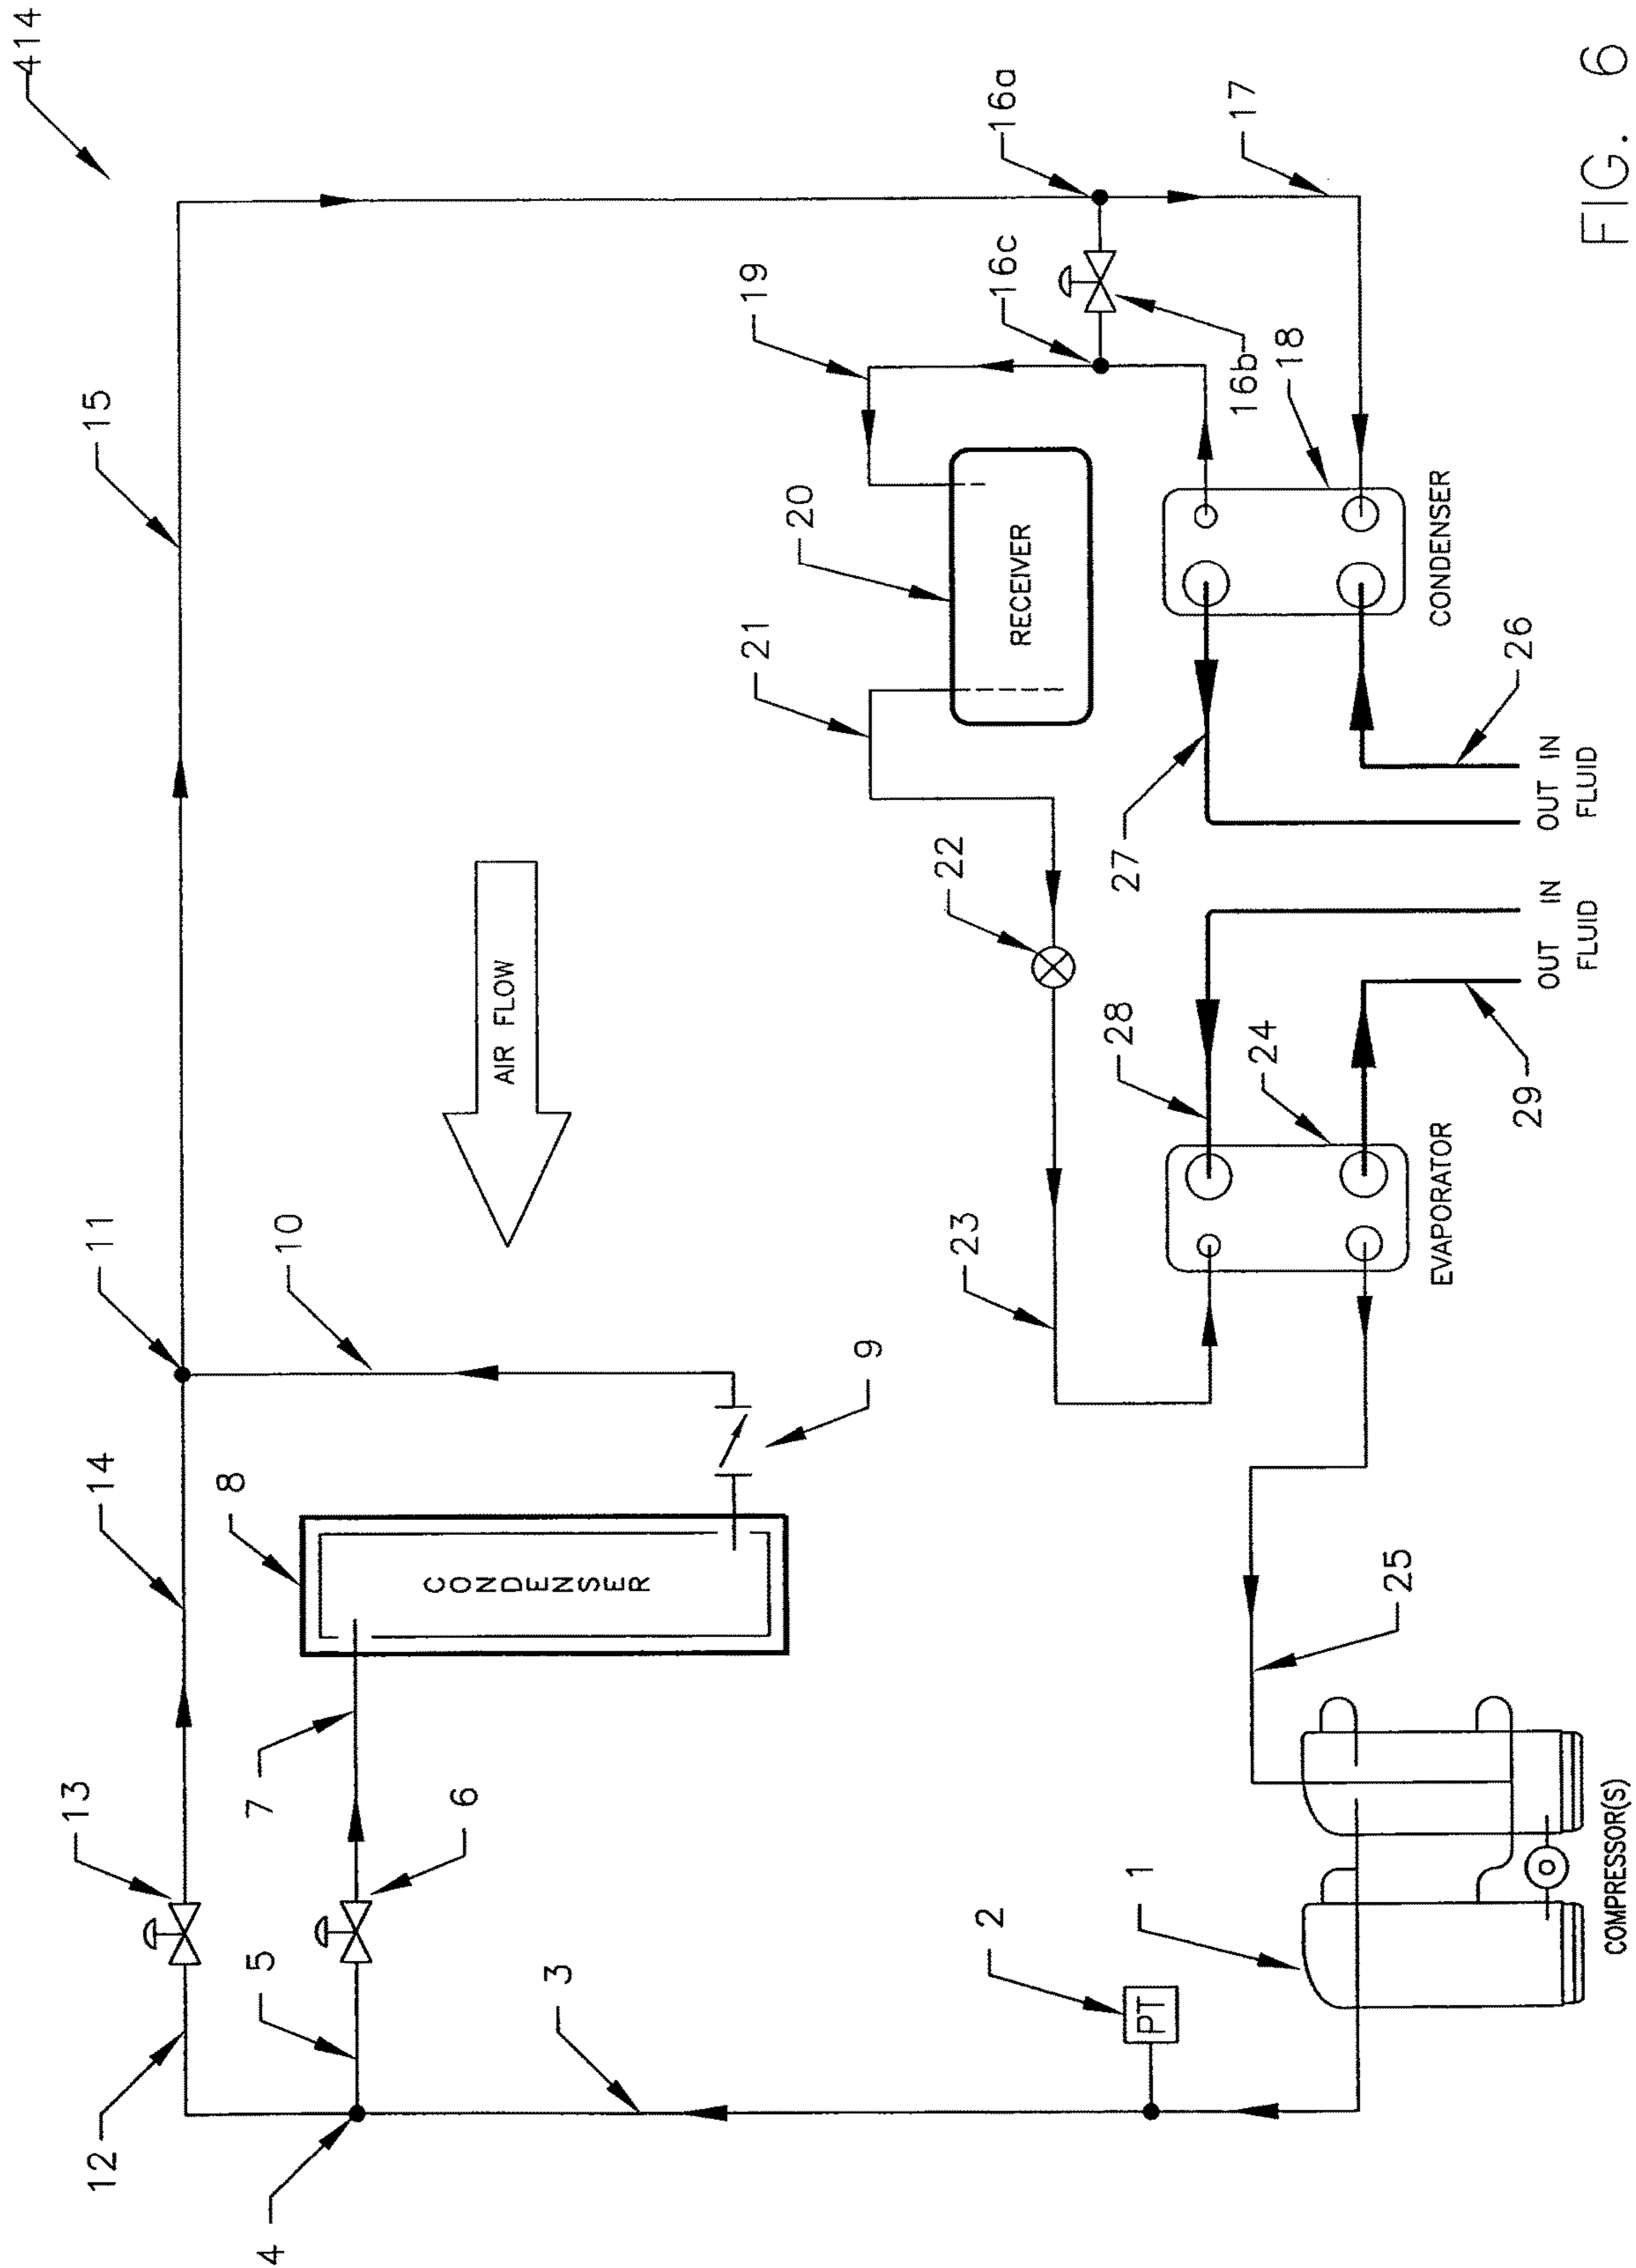 414
12
13
14
11
15
4
5
7
8
10
CONDENSER
6
AIR FLOW
3
9
19
21
20
2
23
22
16c
16a
RECEIVER
1
PT
28
27
24
16b
18
17
25
EVAPORATOR
CONDENSER
29
26
OUT IN
FLUID
OUT IN
FLUID
COMPRESSOR(S)
FIG. 6